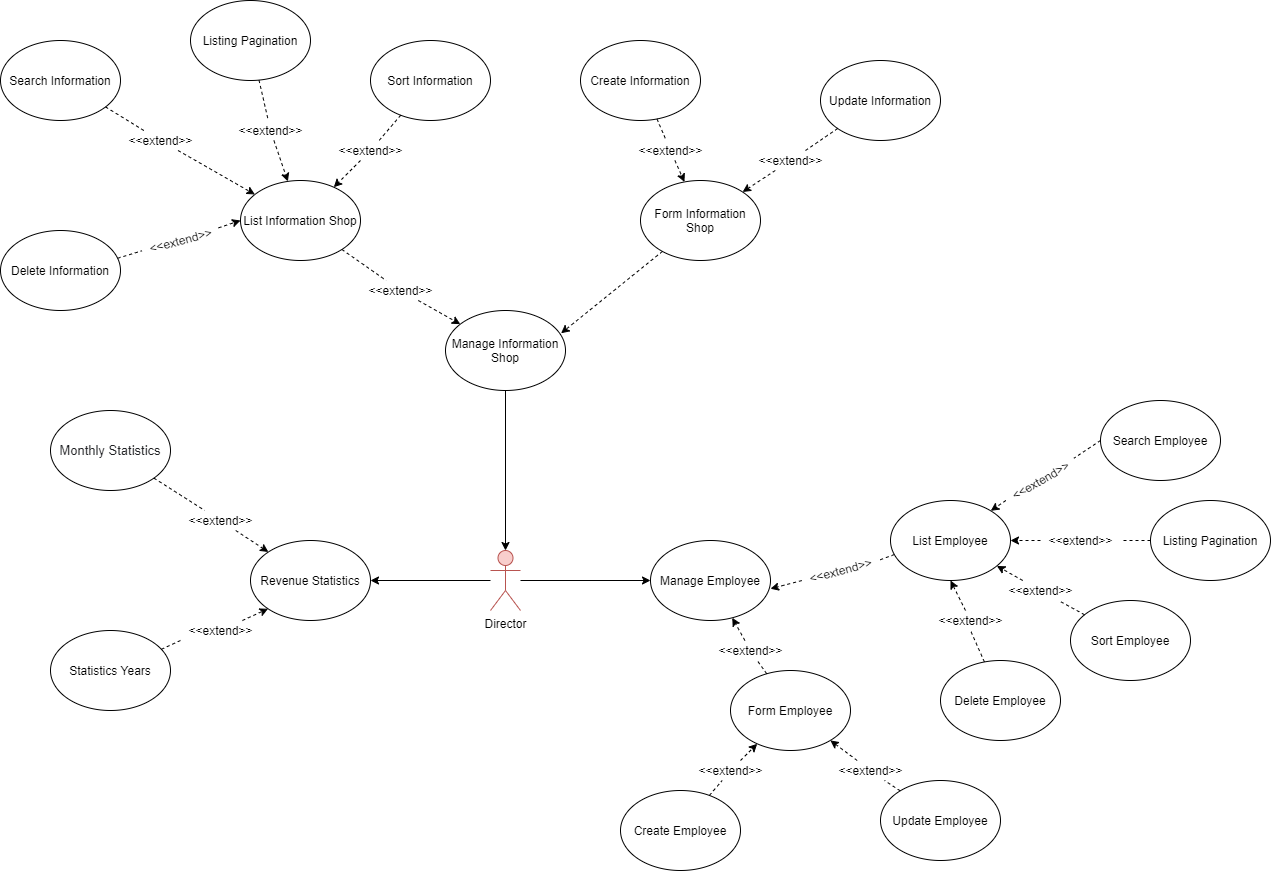 Listing Pagination
Search Information
Sort Information
Create Information
Update Information
<<extend>>
<<extend>>
<<extend>>
<<extend>>
<<extend>>
List Information Shop
Form Information
Shop
<<extend>>
Delete Information
<<extend>>
Manage Information
Shop
Monthly Statistics
Search Employee
<<extend>>
<<extend>>
List Employee
<<extend>>
Listing Pagination
Revenue Statistics
Manage Employee
<<extend>>
<<extend>>
Director
<<extend>>
<<extend>>
Sort Employee
<<extend>>
Statistics Years
Delete Employee
Form Employee
<<extend>>
<<extend>>
Create Employee
Update Employee